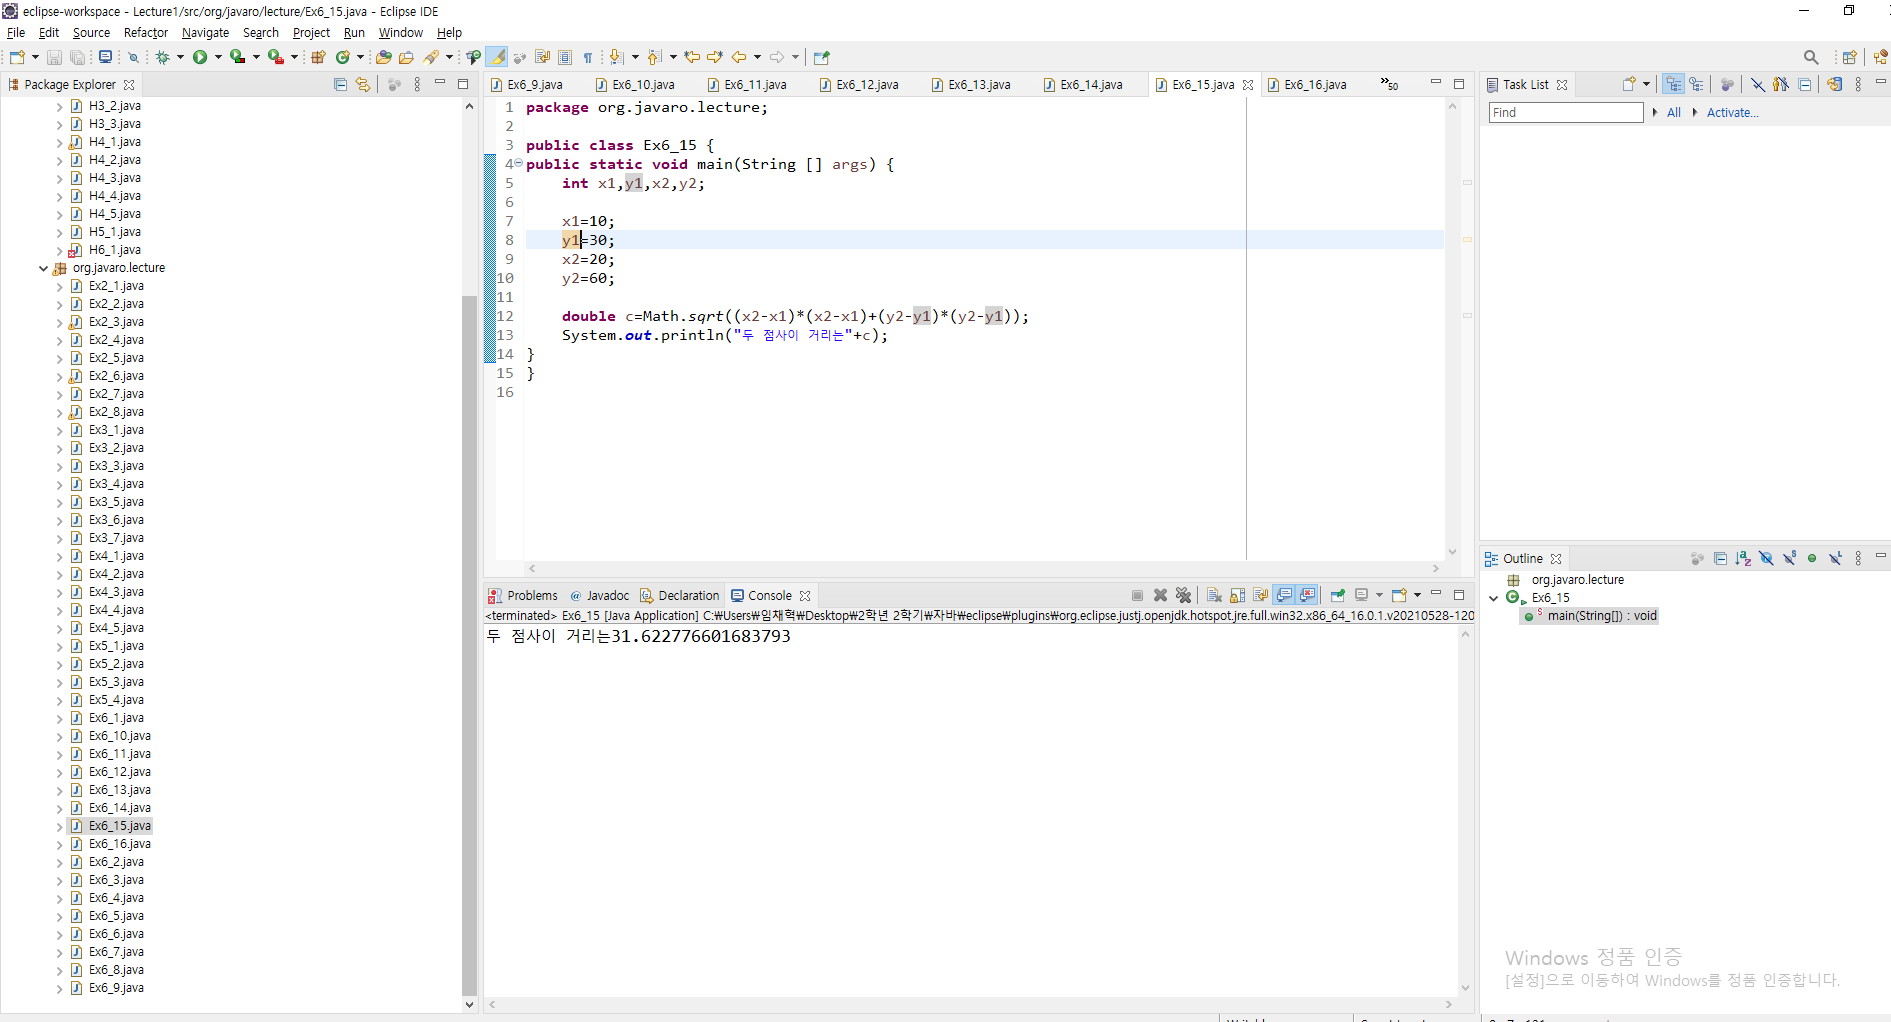 eclipse-workspace - Lecture1/src/org/javaro/lecture/Ex6_15.java - Eclipse IDE
File Edit Source Refactor Navigate Search Project Run Window Help
Package Explorer
H3_2.java
H3_3.java
H4_1.java
H4_2.java
H4_3.java
H4_4.java
H4_5.java
H5_1.java
H6_1.java
org.javaro.lecture
Ex2_1.java
Ex2_2.java
Ex2_3.java
Ex2_4.java
Ex2_5.java
Ex2_6.java
Ex2_7.java
Ex2_8.java
Ex3_1.java
Ex3_2.java
Ex3_3.java
Ex3_4.java
Ex3_5.java
Ex3_6.java
Ex3_7.java
Ex4_1.java
Ex4_2.java
Ex4_3.java
Ex4_4.java
Ex4_5.java
Ex5_1.java
Ex5_2.java
Ex5_3.java
Ex5_4.java
Ex6_1.java
Ex6_10.java
Ex6_11.java
Ex6_12.java
Ex6_13.java
Ex6_14.java
Ex6_15.java
Ex6_16.java
Ex6_2.java
Ex6_3.java
Ex6_4.java
Ex6_5.java
Ex6_6.java
Ex6_7.java
Ex6_8.java
Ex6_9.java
Ex6_9.java Ex6_10.java Ex6_11.java Ex6_12.java Ex6_13.java Ex6_14.java Ex6_15.java Ex6_16.java »50
1 package org.javaro.lecture;
2
3 public class Ex6_15 {
4 public static void main(String [] args) {
5 int x1,y1,x2,y2;
6
7 x1=10;
8 y1=30;
9 x2=20;
10 y2=60;
11
12 double c=Math.sqrt((x2-x1)*(x2-x1)+(y2-y1)*(y2-y1));
13 System.out.println("두 점사이 거리는"+c);
14 }
15 }
16
Problems @ Javadoc Declaration Console
<terminated> Ex6_15 [Java Application] C:₩Users₩임채혁₩Desktop₩2학년 2학기₩자바₩eclipse₩plugins₩org.eclipse.justj.openjdk.hotspot.jre.full.win32.x86_64_16.0.1.v20210528-120
두 점사이 거리는31.622776601683793
Task List
Find All Activate...
Outline
org.javaro.lecture
Ex6_15
main(String[]) : void
Windows 정품 인증
[설정]으로 이동하여 Windows를 정품 인증합니다.